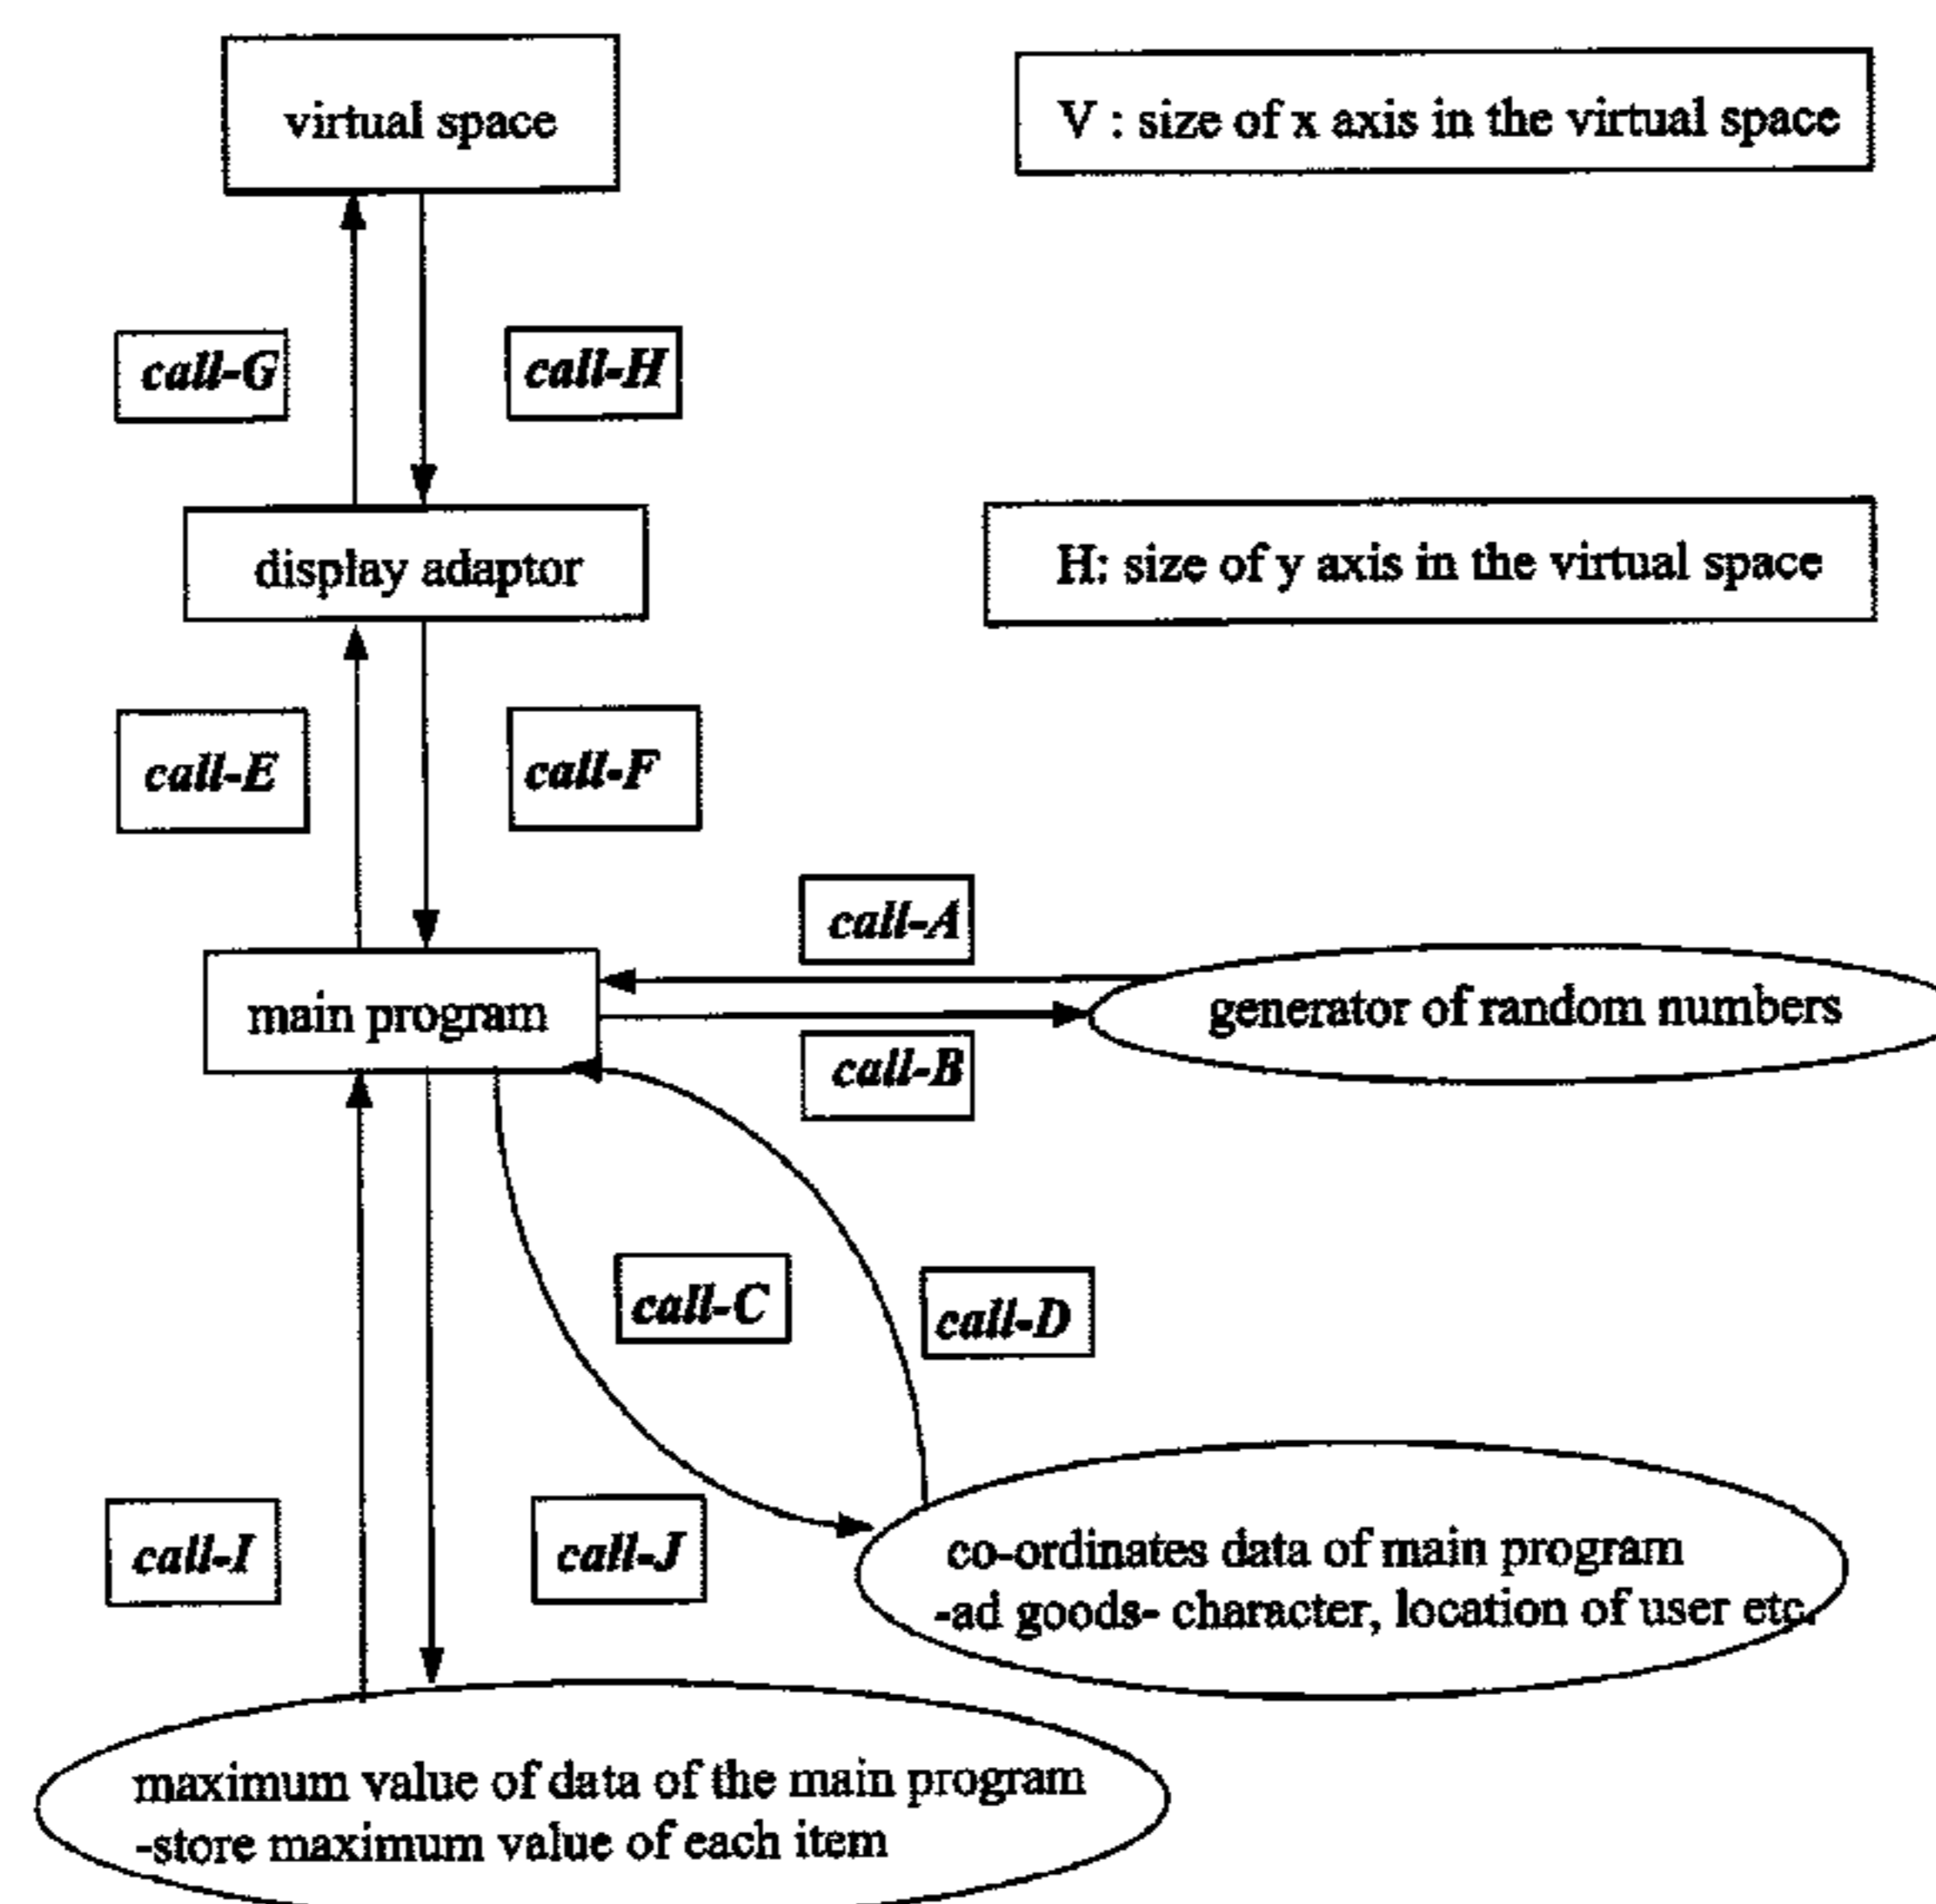 virtual space
V : size of x axis in the virtual space
call-G
call-H
display adaptor
H: size of y axis in the virtual space
call-E
call-F
call-A
main program
generator of random numbers
call-B
call-C
call-D
call-I
call-J
co-ordinates data of main program
-ad goods- character, location of user etc.
maximum value of data of the main program
-store maximum value of each item